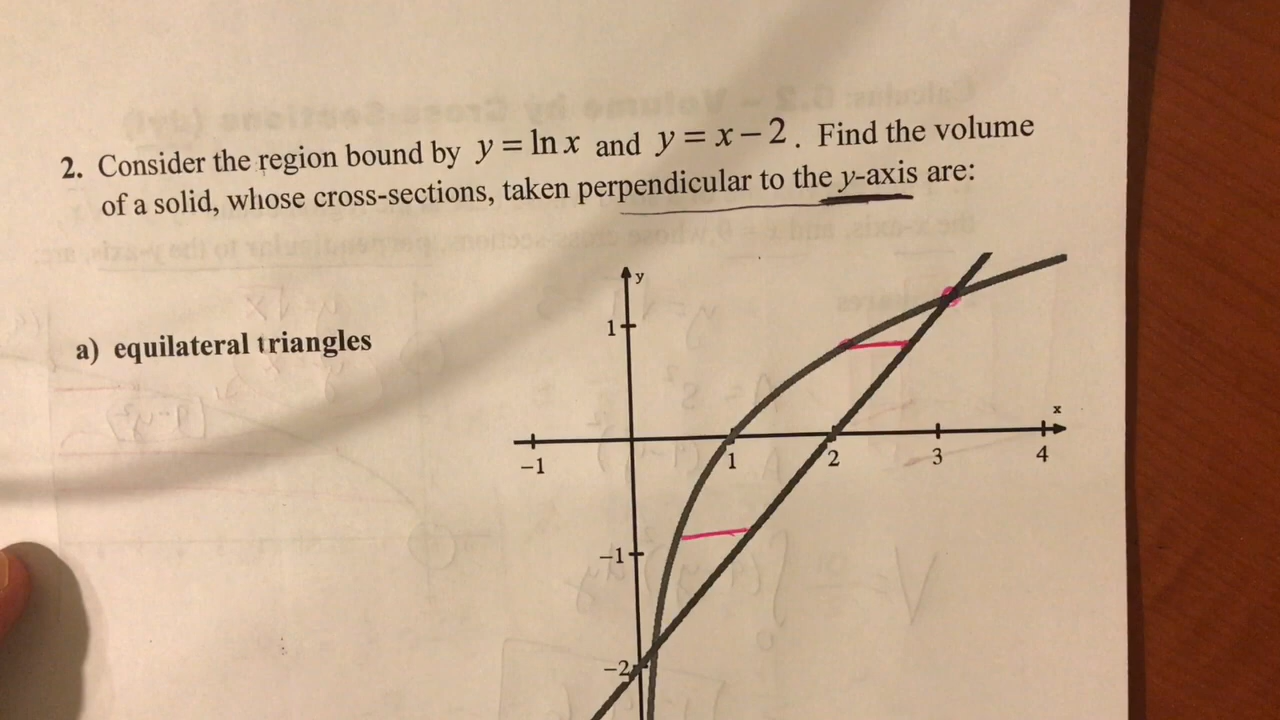 2. Consider the region bound by y = ln x and y = x − 2. Find the volume
of a solid, whose cross-sections, taken perpendicular to the y-axis are:
a) equilateral triangles
y
1
x
−1
1
2
3
4
−1
−2